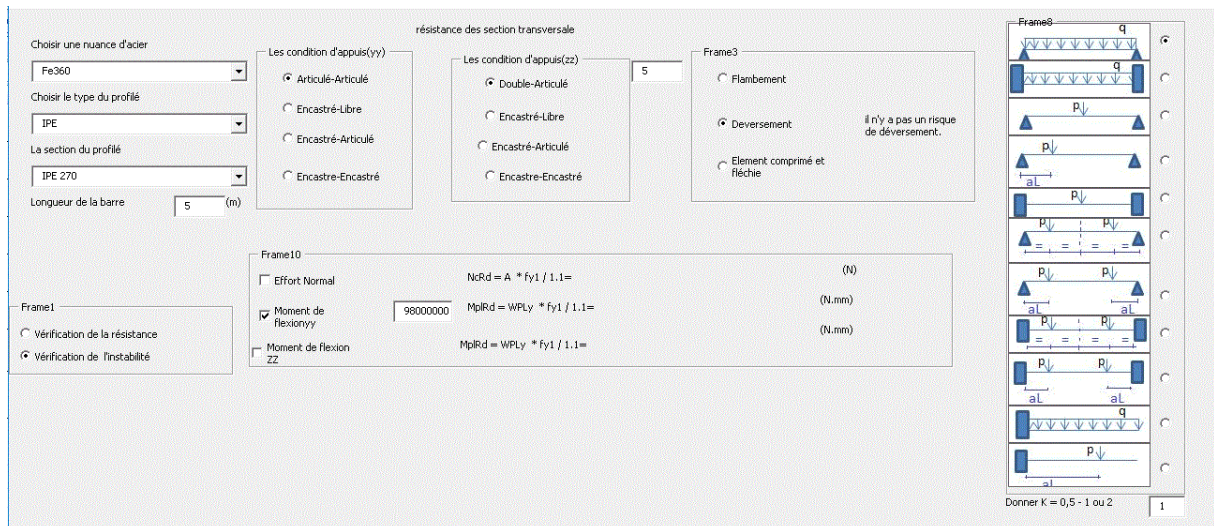 résistance des section transversale
Choisir une nuance d'acier
Fe360
Choisir le type du profilé
IPE
La section du profilé
IPE 270
Longueur de la barre
5
(m)
Les condition d'appuis(yy)
Articulé-Articulé
Encastré-Libre
Encastré-Articulé
Encastre-Encastré
Les condition d'appuis(zz)
Double-Articulé
Encastré-Libre
Encastré-Articulé
Encastre-Encastré
5
Frame3
Flambement
Deversement
Element comprimé et
fléchie
il n'y a pas un risque
de déversement.
Frame1
Vérification de la résistance
Vérification de l'instabilité
Frame10
Effort Normal
NcRd = A * fy1 / 1.1=
(N)
Moment de
flexionyy
98000000
MplRd = WPLy * fy1 / 1.1=
(N.mm)
Moment de flexion
ZZ
MplRd = WPLy * fy1 / 1.1=
(N.mm)
Frame8
q
q
P
P
aL
P
P P
= = = =
P P
aL aL
P P
= = = =
P P
aL aL
q
P
aL
Donner K = 0,5 - 1 ou 2
1